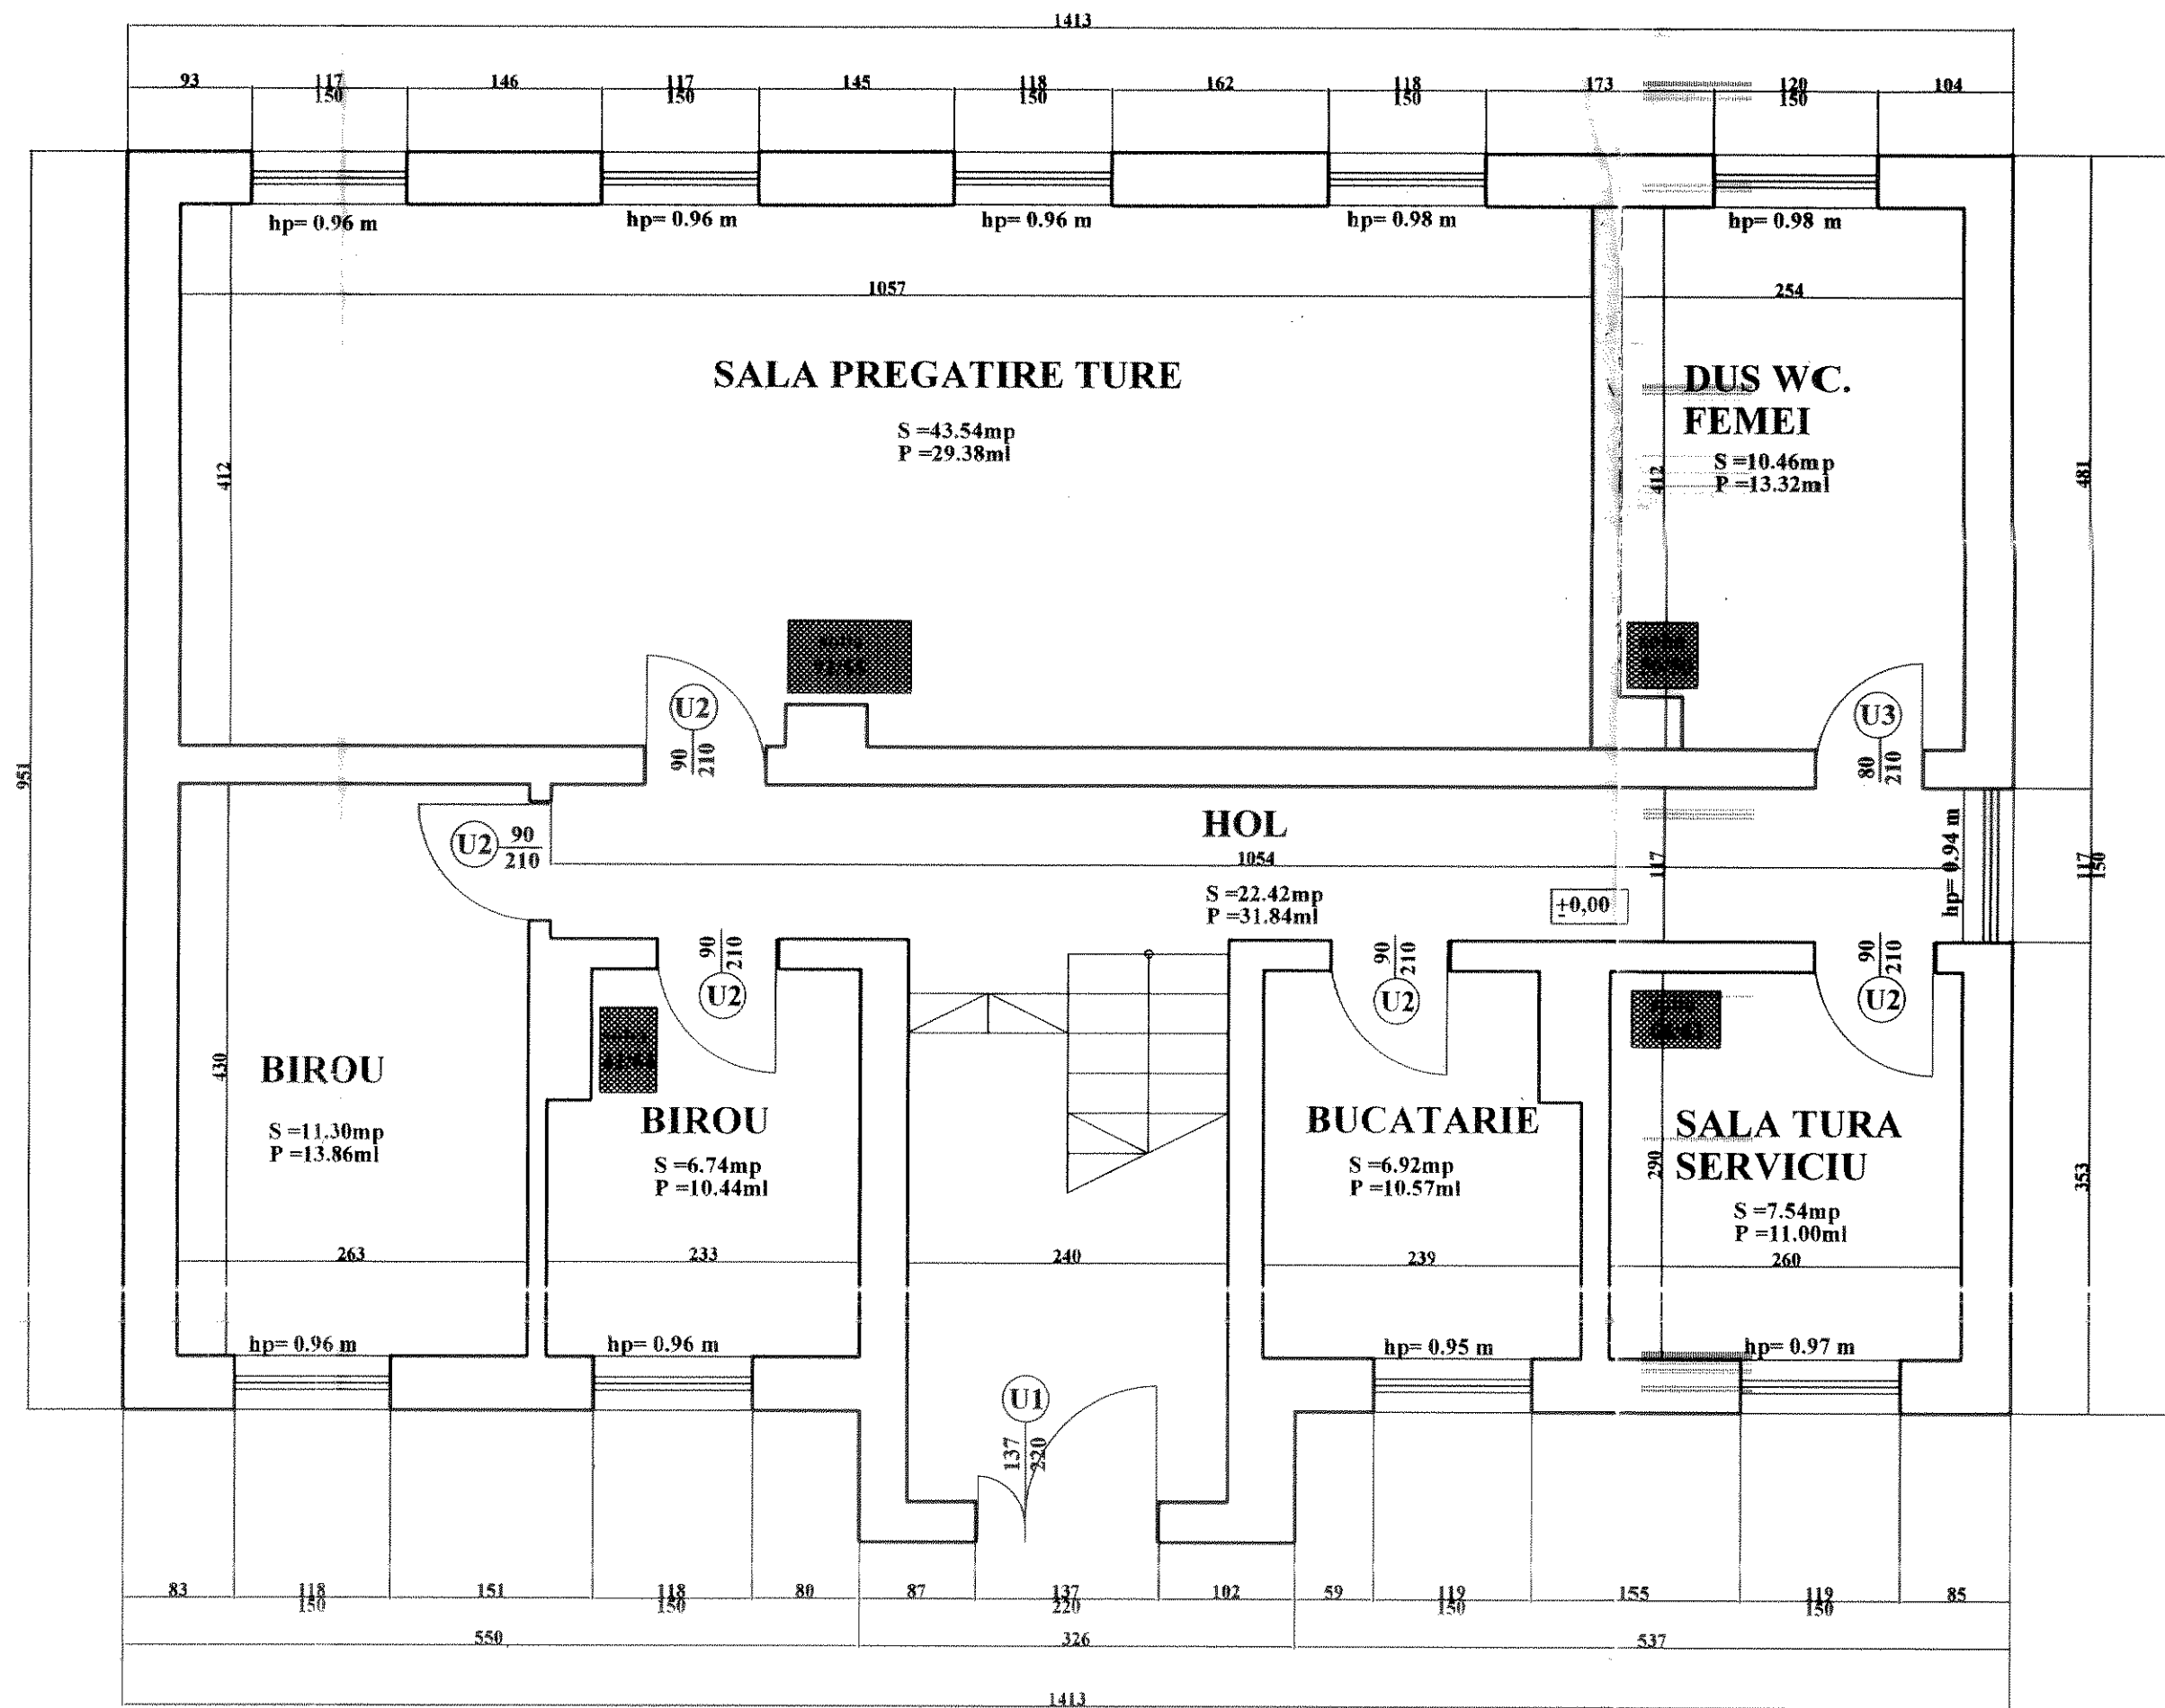 1413
93
117
150
146
117
150
145
118
150
162
118
150
173
120
150
104
hp= 0.96 m
hp= 0.96 m
hp= 0.96 m
hp= 0.98 m
hp= 0.98 m
1057
254
SALA PREGATIRE TURE
S =43.54mp
P =29.38ml
DUS WC.
FEMEI
S =10.46mp
P =13.32ml
412
412
481
951
U2
90
210
U3
80
210
U2
90
210
HOL
1054
S =22.42mp
P =31.84ml
±0,00
117
hp= 0.94 m
117
150
90
210
U2
90
210
U2
90
210
U2
430
BIROU
S =11.30mp
P =13.86ml
BIROU
S =6.74mp
P =10.44ml
BUCATARIE
S =6.92mp
P =10.57ml
SALA TURA
SERVICIU
S =7.54mp
P =11.00ml
290
353
263
233
240
239
260
hp= 0.96 m
hp= 0.96 m
hp= 0.95 m
hp= 0.97 m
U1
137
220
83
118
150
151
118
150
80
87
137
220
102
59
119
150
155
119
150
85
550
326
537
1413